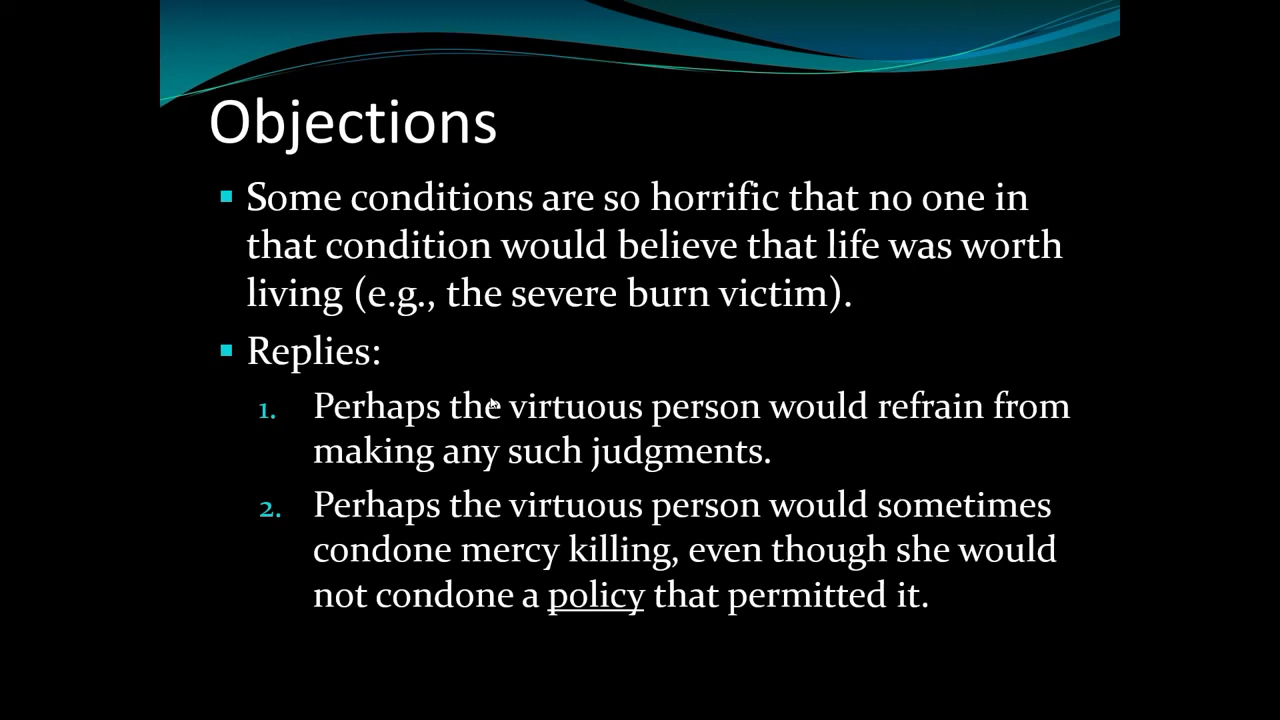 Objections
▪ Some conditions are so horrific that no one in
that condition would believe that life was worth
living (e.g., the severe burn victim).
▪ Replies:
1. Perhaps the virtuous person would refrain from
making any such judgments.
2. Perhaps the virtuous person would sometimes
condone mercy killing, even though she would
not condone a policy that permitted it.